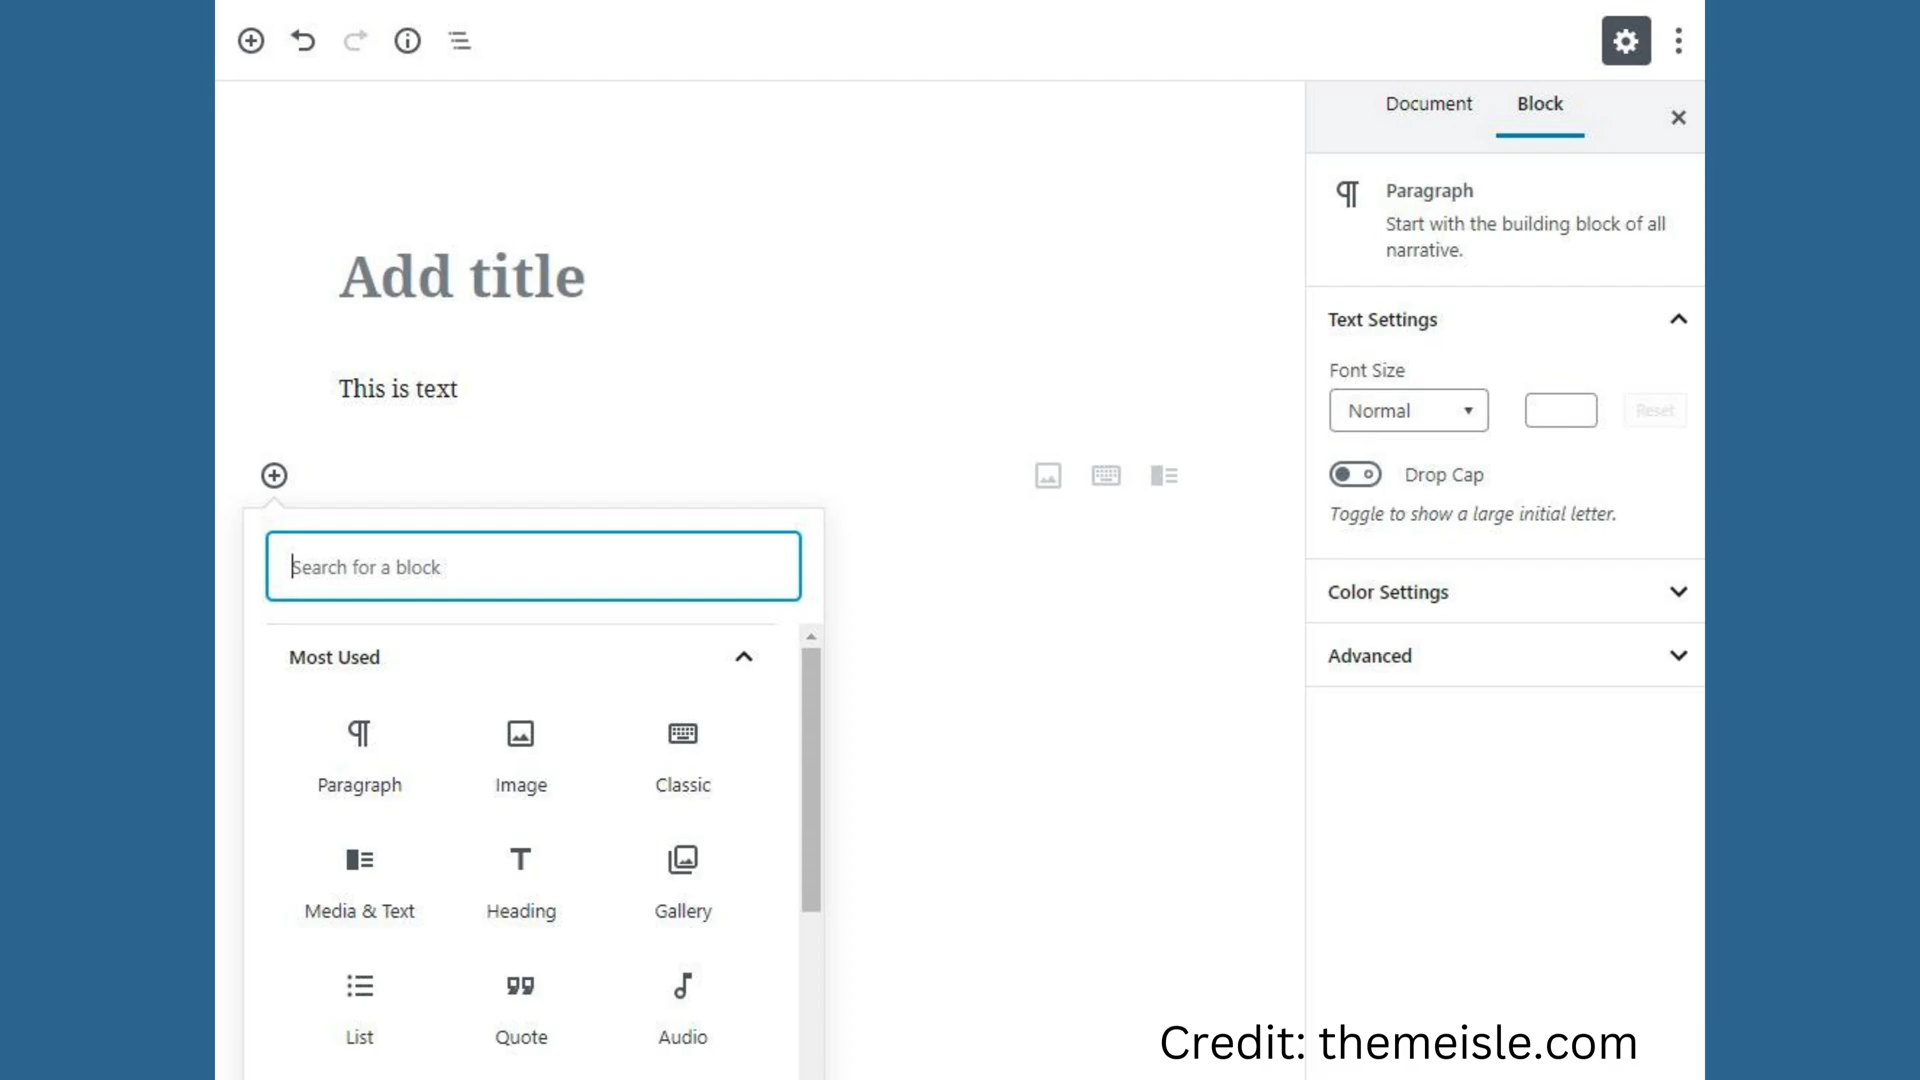 Document Block
Paragraph
Start with the building block of all
narrative.
Add title
Text Settings
Font Size
Normal
Reset
This is text
Drop Cap
Toggle to show a large initial letter.
Search for a block
Color Settings
Most Used
Advanced
Paragraph Image Classic
Media & Text Heading Gallery
List Quote Audio
Credit: themeisle.com